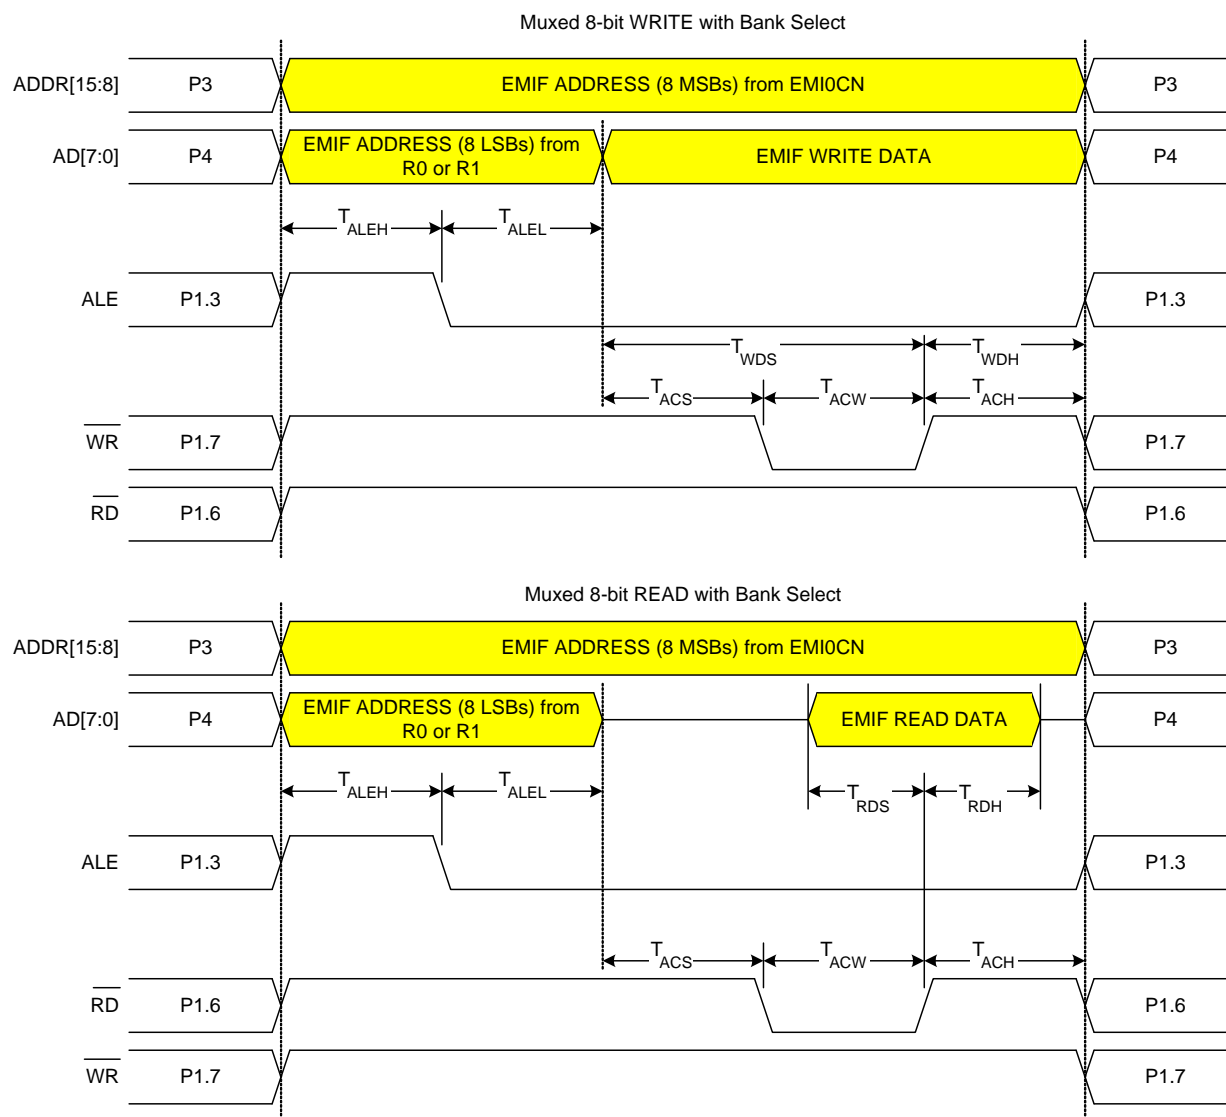 Muxed 8-bit WRITE with Bank Select
ADDR[15:8] P3 EMIF ADDRESS (8 MSBs) from EMI0CN P3
AD[7:0] P4 EMIF ADDRESS (8 LSBs) from
R0 or R1 EMIF WRITE DATA P4
TALEH TALEL
ALE P1.3 P1.3
TWDS TWDH
TACS TACW TACH
WR P1.7 P1.7
RD P1.6 P1.6
Muxed 8-bit READ with Bank Select
ADDR[15:8] P3 EMIF ADDRESS (8 MSBs) from EMI0CN P3
AD[7:0] P4 EMIF ADDRESS (8 LSBs) from
R0 or R1 EMIF READ DATA P4
TALEH TALEL TRDS TRDH
ALE P1.3 P1.3
TACS TACW TACH
RD P1.6 P1.6
WR P1.7 P1.7